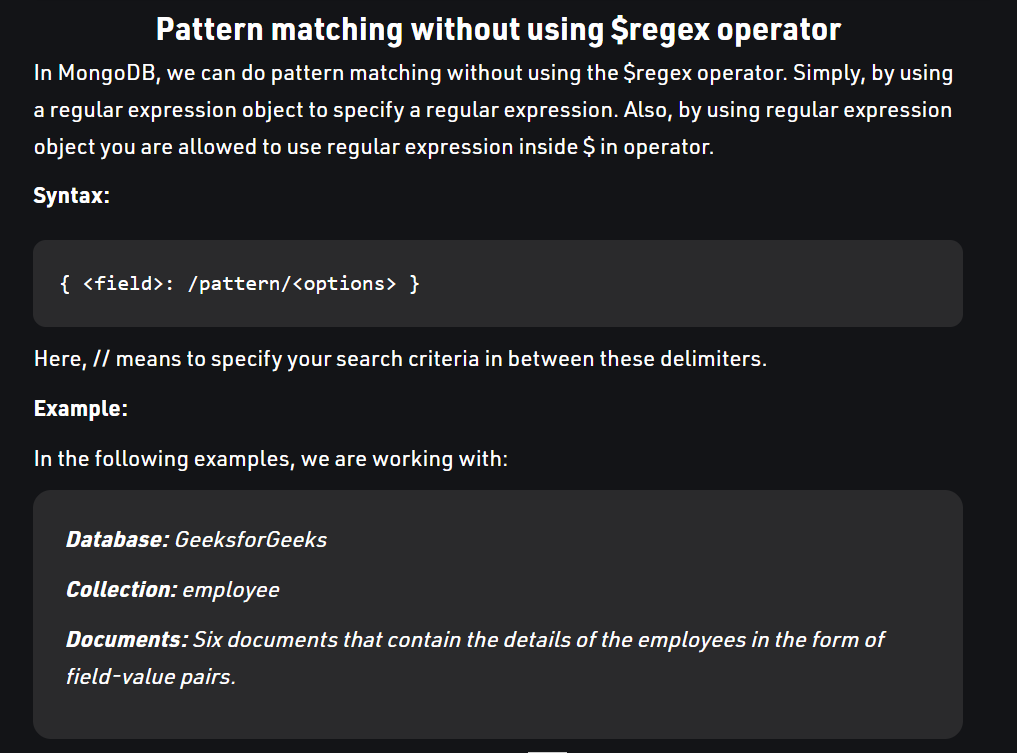 Pattern matching without using $regex operator
In MongoDB, we can do pattern matching without using the $regex operator. Simply, by using
a regular expression object to specify a regular expression. Also, by using regular expression
object you are allowed to use regular expression inside $ in operator.
Syntax:
{ <field>: /pattern/<options> }
Here, // means to specify your search criteria in between these delimiters.
Example:
In the following examples, we are working with:
Database: GeeksforGeeks
Collection: employee
Documents: Six documents that contain the details of the employees in the form of
field-value pairs.